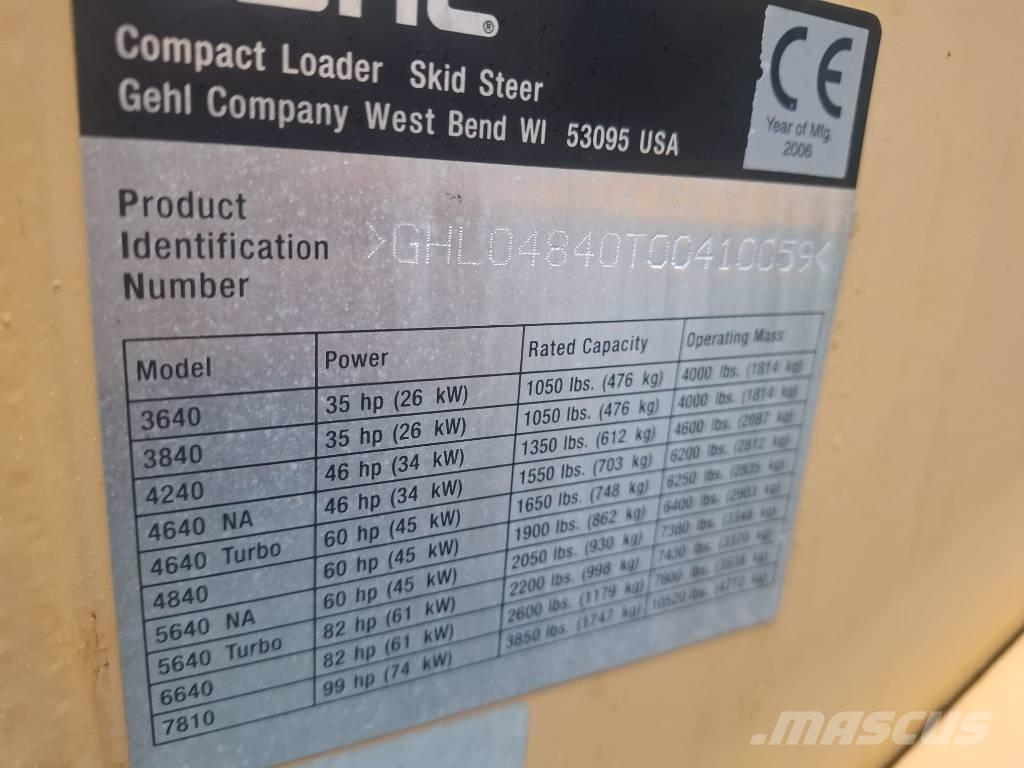 ®
Compact Loader Skid Steer
Gehl Company West Bend WI 53095 USA
CE
Year of Mfg.
2006
Product
Identification
Number
>GHL04840T00410059<
Model Power Rated Capacity Operating Mass
3640 35 hp (26 kW) 1050 lbs. (476 kg) 4000 lbs. (1814 kg)
3840 35 hp (26 kW) 1050 lbs. (476 kg) 4000 lbs. (1814 kg)
4240 46 hp (34 kW) 1350 lbs. (612 kg) 4600 lbs. (2087 kg)
4640 NA 46 hp (34 kW) 1550 lbs. (703 kg) 6200 lbs. (2812 kg)
4640 Turbo 60 hp (45 kW) 1650 lbs. (748 kg) 6250 lbs. (2835 kg)
4840 60 hp (45 kW) 1900 lbs. (862 kg) 6400 lbs. (2903 kg)
5640 NA 60 hp (45 kW) 2050 lbs. (930 kg) 7380 lbs. (3348 kg)
5640 Turbo 82 hp (61 kW) 2200 lbs. (998 kg) 7430 lbs. (3370 kg)
6640 82 hp (61 kW) 2600 lbs. (1179 kg) 7800 lbs. (3538 kg)
7810 99 hp (74 kW) 3850 lbs. (1747 kg) 10520 lbs. (4772 kg)
MASCUS